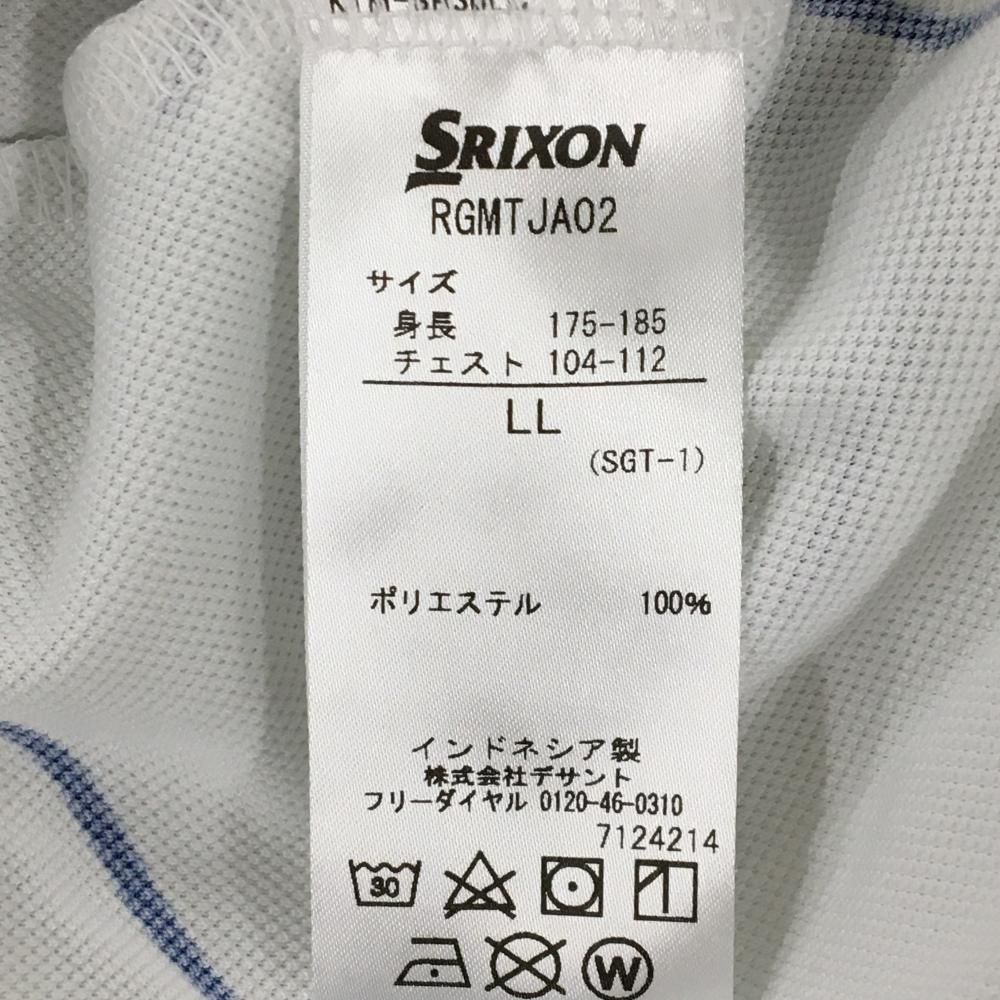 SRIXON
RGMTJA02
サイズ
身長 175-185
チェスト 104-112
LL
(SGT-1)
ポリエステル 100%
インドネシア製
株式会社デサント
フリーダイヤル 0120-46-0310
7124214
30
W